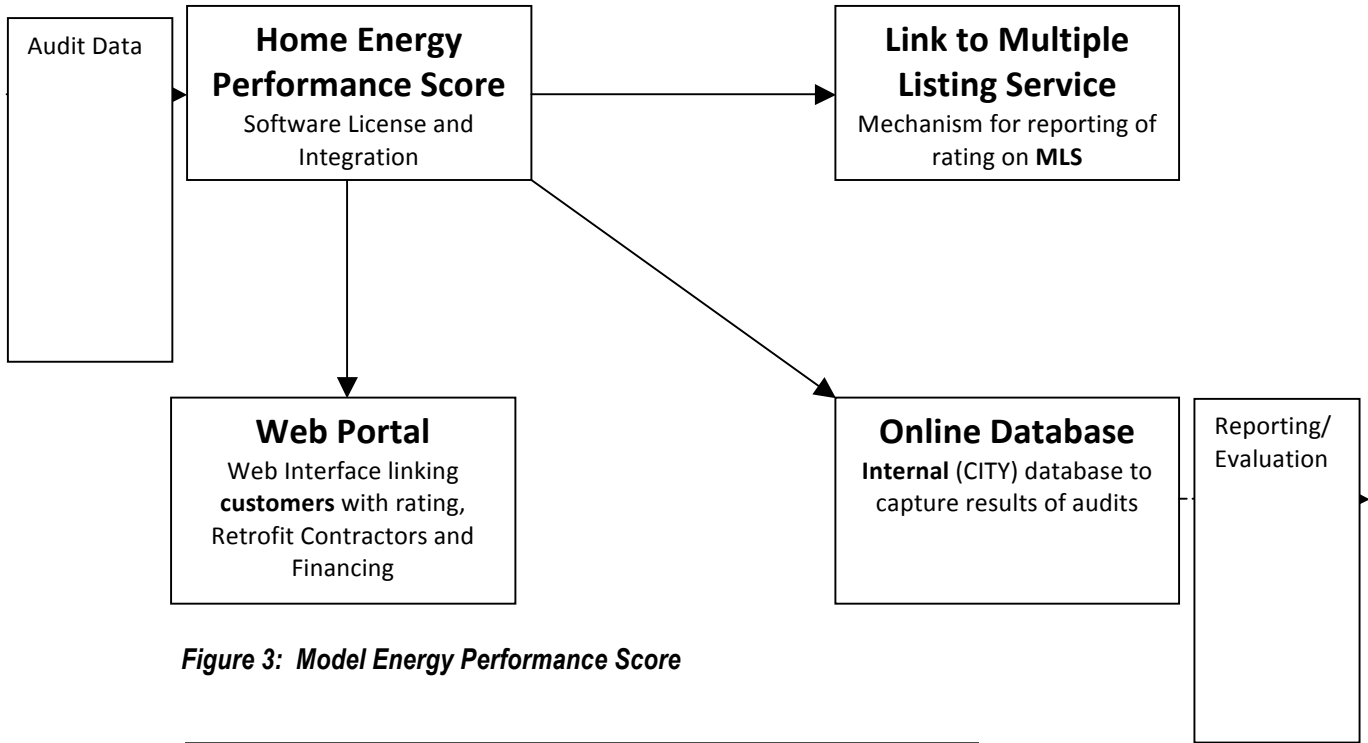 Audit Data
Home Energy
Performance Score
Software License and
Integration
Link to Multiple
Listing Service
Mechanism for reporting of
rating on MLS
Web Portal
Web Interface linking
customers with rating,
Retrofit Contractors and
Financing
Online Database
Internal (CITY) database to
capture results of audits
Reporting/
Evaluation
Figure 3: Model Energy Performance Score